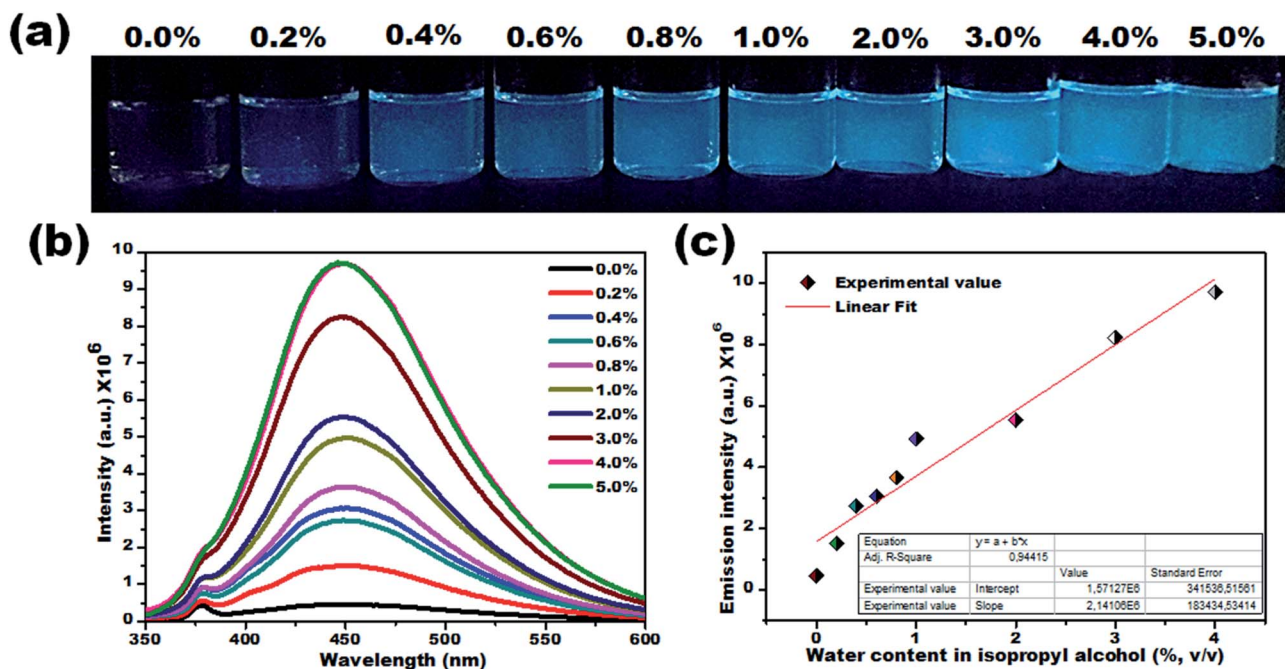 (a)
0.0% 0.2% 0.4% 0.6% 0.8% 1.0% 2.0% 3.0% 4.0% 5.0%
(b)
10
9
8
7
6
5
4
3
2
1
0
Intensity (a.u.) X10⁶
350 400 450 500 550 600
Wavelength (nm)
0.0%
0.2%
0.4%
0.6%
0.8%
1.0%
2.0%
3.0%
4.0%
5.0%
(c)
10
8
6
4
2
0
Emission intensity (a.u.) X10⁶
Experimental value
Linear Fit
Equation y = a + b*x
Adj. R-Square 0,94415
Value Standard Error
Experimental value Intercept 1,57127E6 341536,51561
Experimental value Slope 2,14106E6 183434,53414
0 1 2 3 4
Water content in isopropyl alcohol (%, v/v)